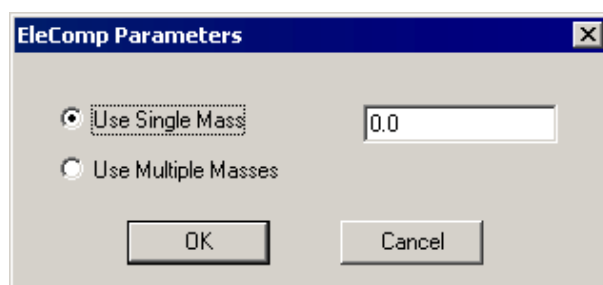 EleComp Parameters
Use Single Mass 0.0
Use Multiple Masses
OK Cancel